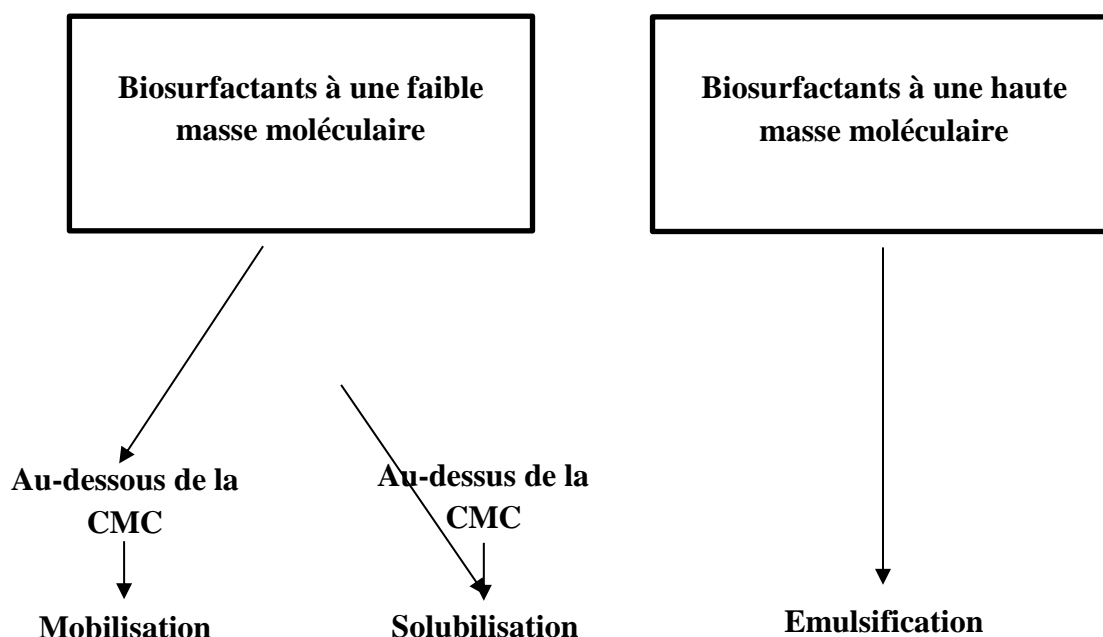 Biosurfactants à une faible
masse moléculaire
Biosurfactants à une haute
masse moléculaire
Au-dessous de la
CMC
Au-dessus de la
CMC
Mobilisation
Solubilisation
Emulsification